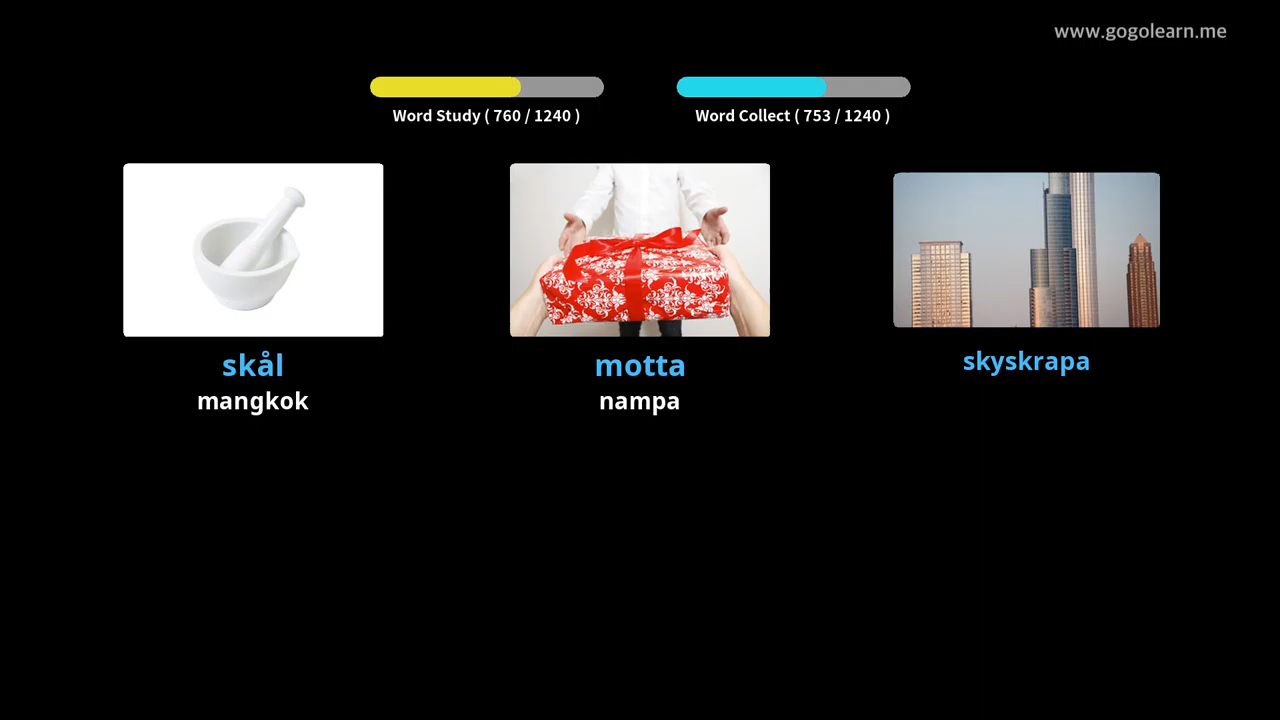 www.gogolearn.me
Word Study ( 760 / 1240 )
Word Collect ( 753 / 1240 )
skål
mangkok
motta
nampa
skyskrapa